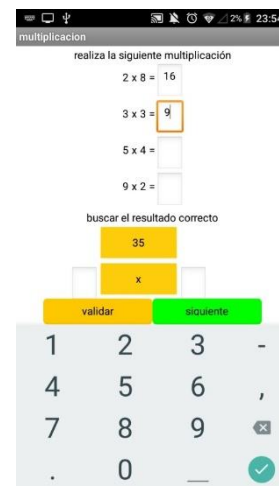 2% 23:54
multiplicacion
realiza la siguiente multiplicación
2 x 8 = 16
3 x 3 = 9
5 x 4 =
9 x 2 =
buscar el resultado correcto
35
x
validar siguiente
1 2 3 -
4 5 6 ,
7 8 9
. 0 _